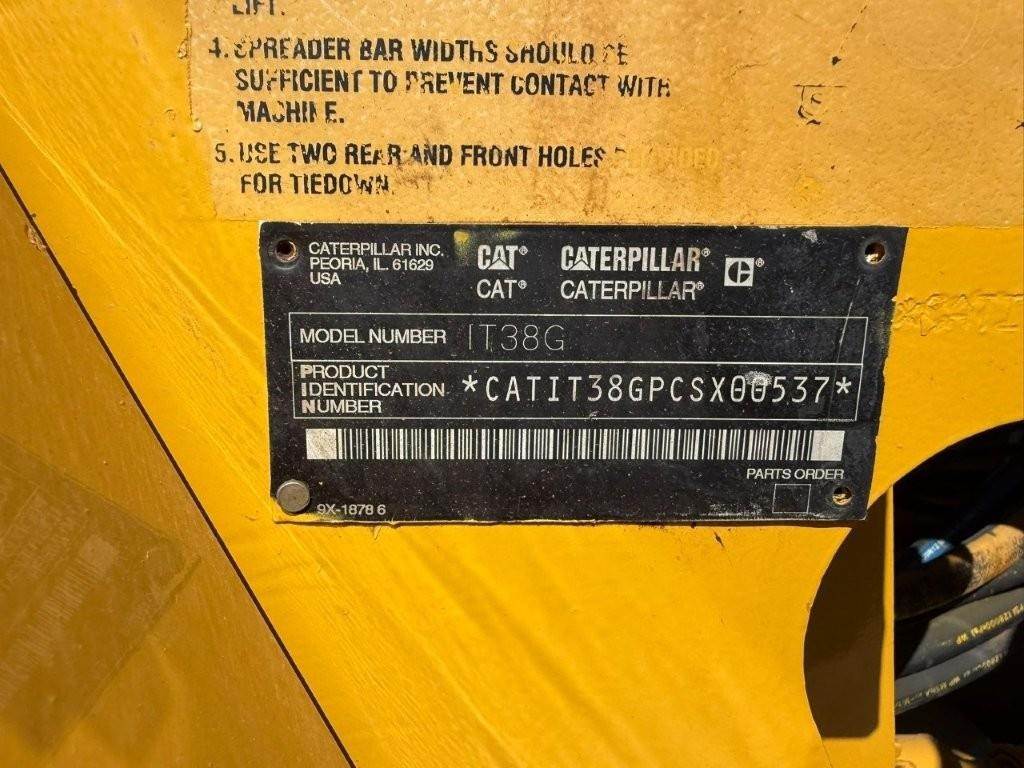 LIFT.
4. SPREADER BAR WIDTHS SHOULD BE
SUFFICIENT TO PREVENT CONTACT WITH
MACHINE.
5. USE TWO REAR AND FRONT HOLES
FOR TIEDOWN.
CATERPILLAR INC.
PEORIA, IL. 61629
USA
CAT® CATERPILLAR® C®
CAT® CATERPILLAR®
MODEL NUMBER IT38G
PRODUCT
IDENTIFICATION
NUMBER
*CATIT38GPCSX00537*
PARTS ORDER
9X-1878 6